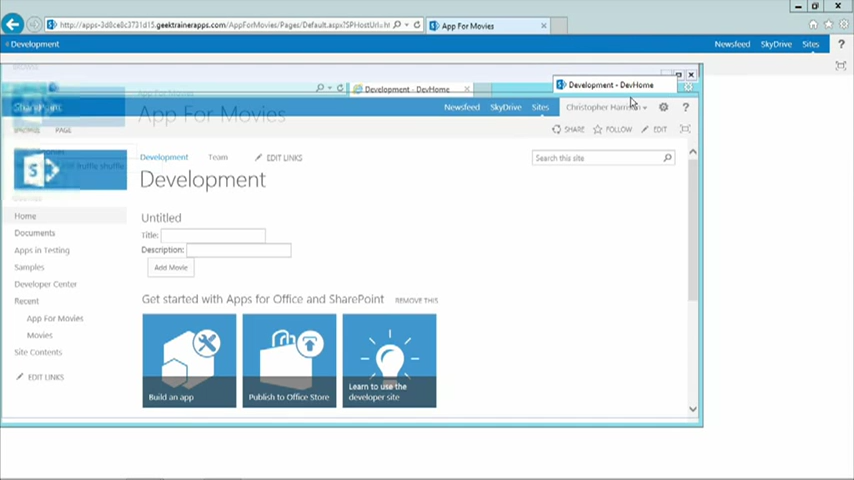 http://apps-3d8ce8c3731d15.geektrainerapps.com/AppForMovies/Pages/Default.aspx?SPHostUrl=h
App For Movies
Development
Newsfeed SkyDrive Sites ?
Development - DevHome
Development - DevHome
App For Movies
SharePoint
Newsfeed SkyDrive Sites Christopher Harrison ?
PAGE
SHARE FOLLOW EDIT
Development Team EDIT LINKS
Search this site
Development
Home
Documents
Apps in Testing
Samples
Developer Center
Recent
App For Movies
Movies
Site Contents
EDIT LINKS
Untitled
Title:
Description:
Add Movie
Get started with Apps for Office and SharePoint REMOVE THIS
Build an app
Publish to Office Store
Learn to use the
developer site